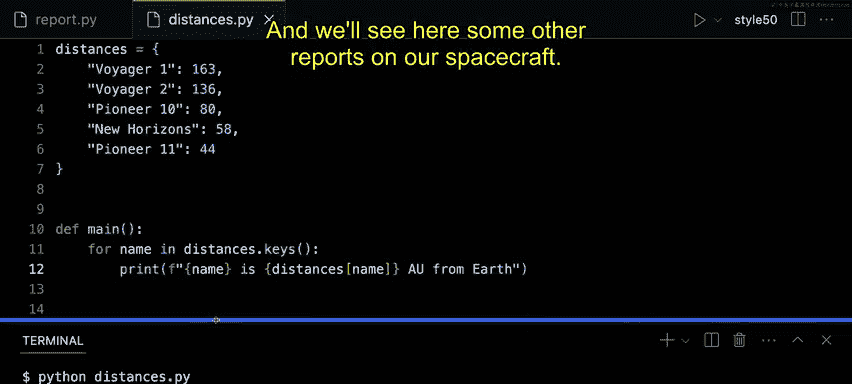 report.py
distances.py
style50
And we'll see here some other
reports on our spacecraft.
1 distances = {
2 "Voyager 1": 163,
3 "Voyager 2": 136,
4 "Pioneer 10": 80,
5 "New Horizons": 58,
6 "Pioneer 11": 44
7 }
8
9
10 def main():
11 for name in distances.keys():
12 print(f"{name} is {distances[name]} AU from Earth")
13
14
TERMINAL
$ python distances.py